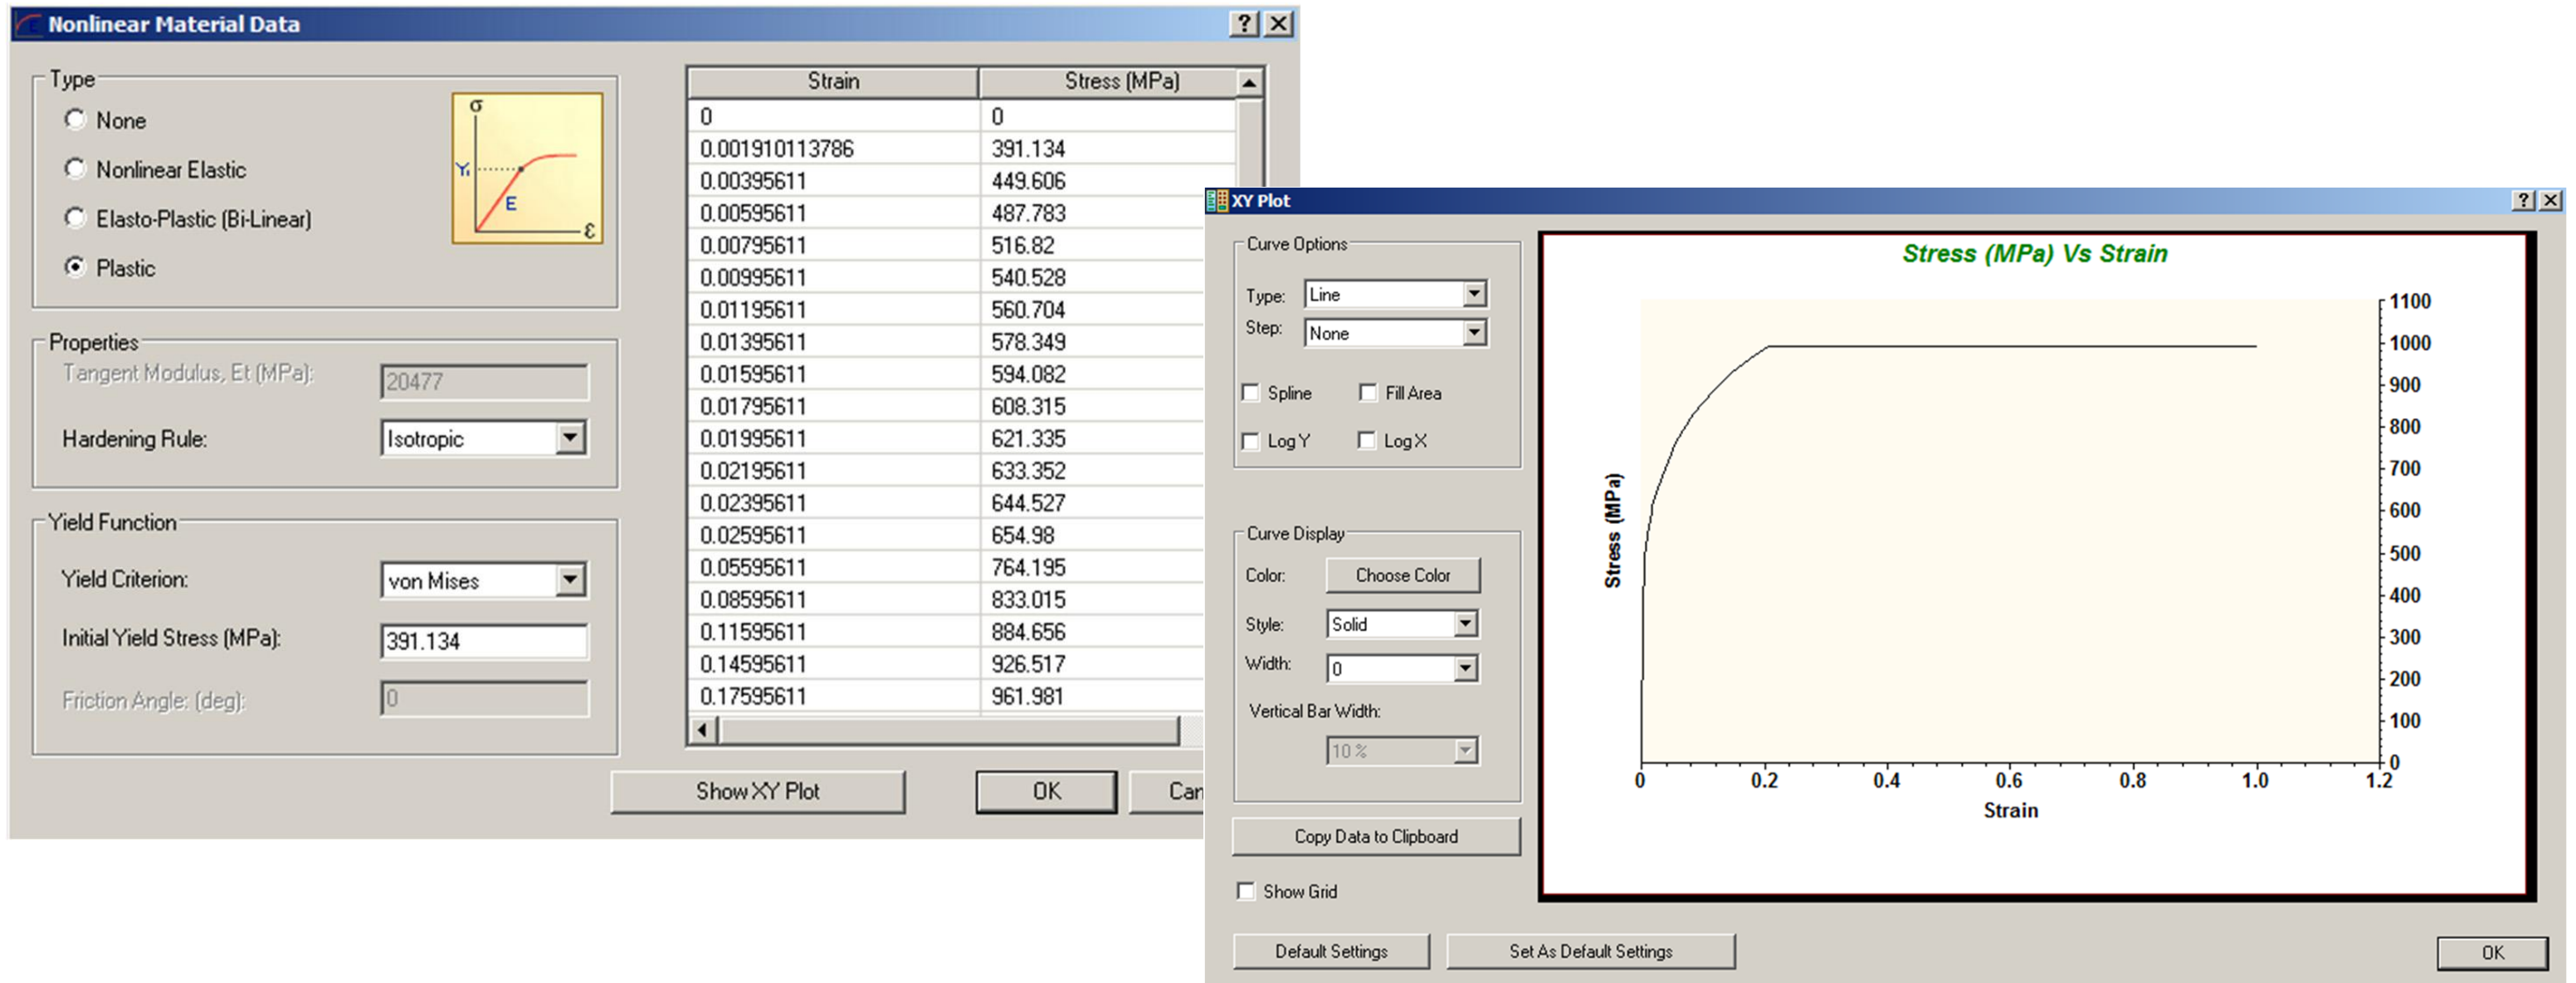 Nonlinear Material Data
Type
None
Nonlinear Elastic
Elasto-Plastic (Bi-Linear)
Plastic
σ
Yi
E
ε
Properties
Tangent Modulus, Et (MPa):
20477
Hardening Rule:
Isotropic
Yield Function
Yield Criterion:
von Mises
Initial Yield Stress (MPa):
391.134
Friction Angle: (deg):
0
Strain Stress (MPa)
0 0
0.001910113786 391.134
0.00395611 449.606
0.00595611 487.783
0.00795611 516.82
0.00995611 540.528
0.01195611 560.704
0.01395611 578.349
0.01595611 594.082
0.01795611 608.315
0.01995611 621.335
0.02195611 633.352
0.02395611 644.527
0.02595611 654.98
0.05595611 764.195
0.08595611 833.015
0.11595611 884.656
0.14595611 926.517
0.17595611 961.981
Show XY Plot
OK
Can
XY Plot
Curve Options
Type:
Line
Step:
None
Spline
Fill Area
Log Y
Log X
Curve Display
Color:
Choose Color
Style:
Solid
Width:
0
Vertical Bar Width:
10 %
Copy Data to Clipboard
Show Grid
Default Settings
Set As Default Settings
OK
Stress (MPa) Vs Strain
Stress (MPa)
1100
1000
900
800
700
600
500
400
300
200
100
0
0 0.2 0.4 0.6 0.8 1.0 1.2
Strain